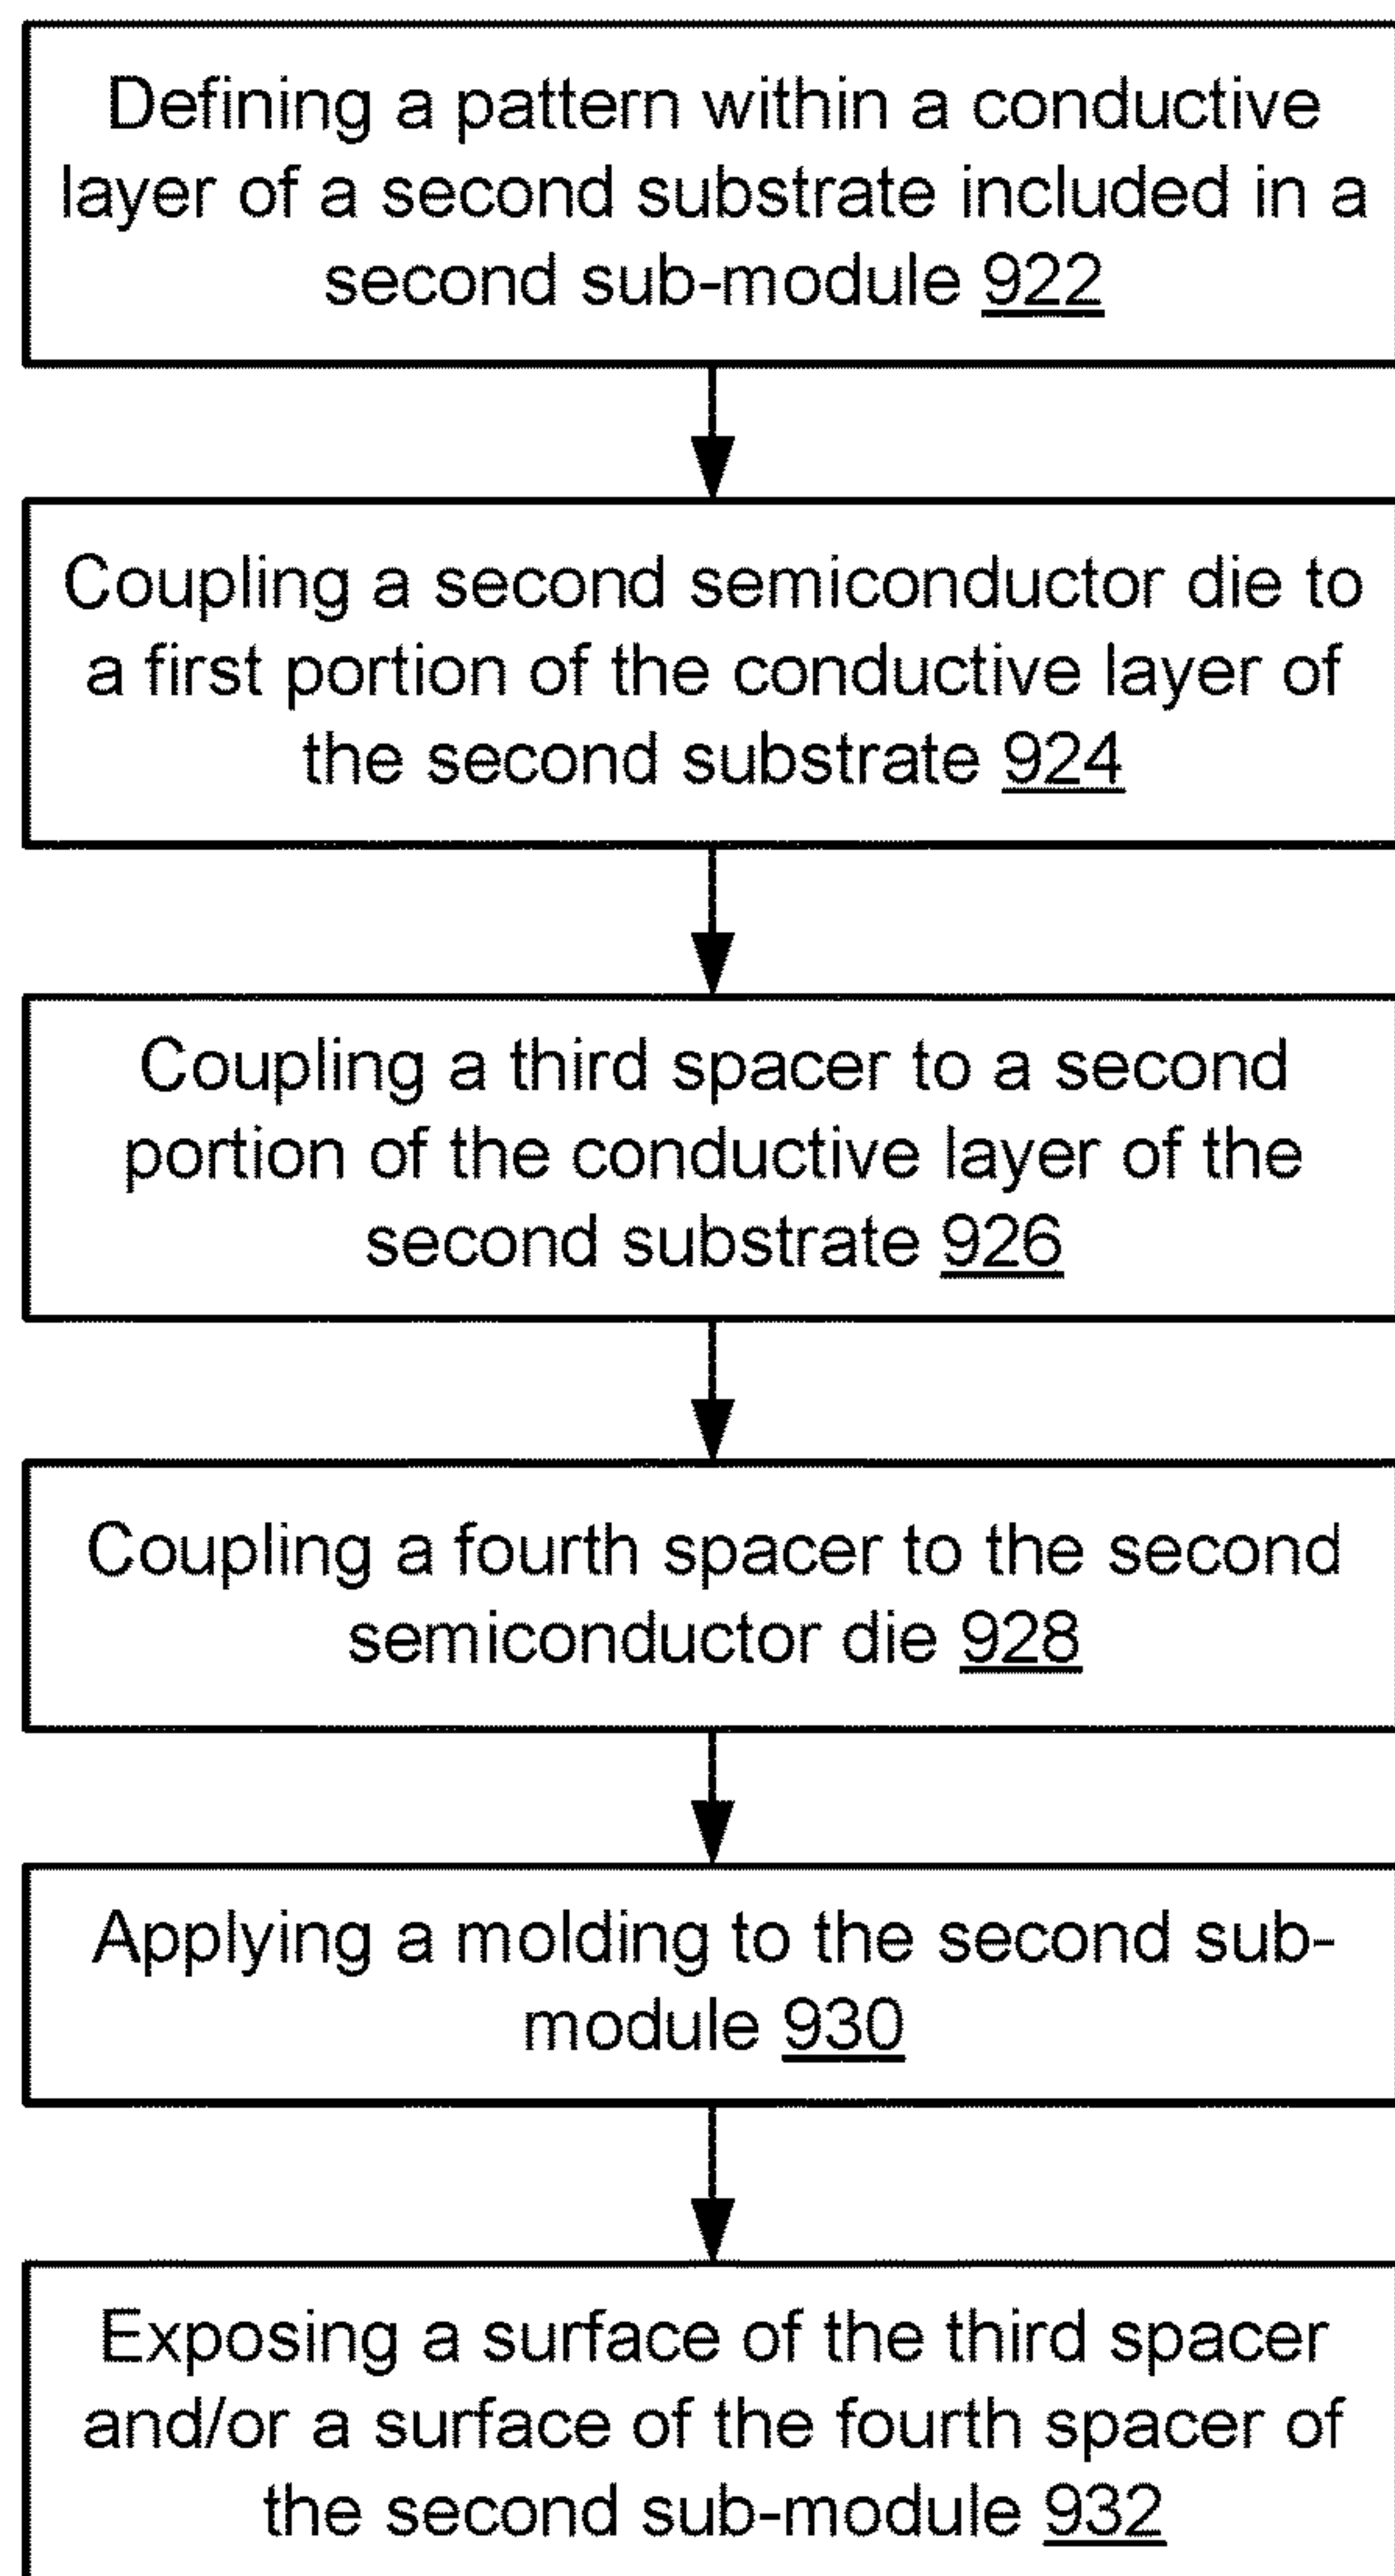 Defining a pattern within a conductive
layer of a second substrate included in a
second sub-module 922
Coupling a second semiconductor die to
a first portion of the conductive layer of
the second substrate 924
Coupling a third spacer to a second
portion of the conductive layer of the
second substrate 926
Coupling a fourth spacer to the second
semiconductor die 928
Applying a molding to the second sub-
module 930
Exposing a surface of the third spacer
and/or a surface of the fourth spacer of
the second sub-module 932